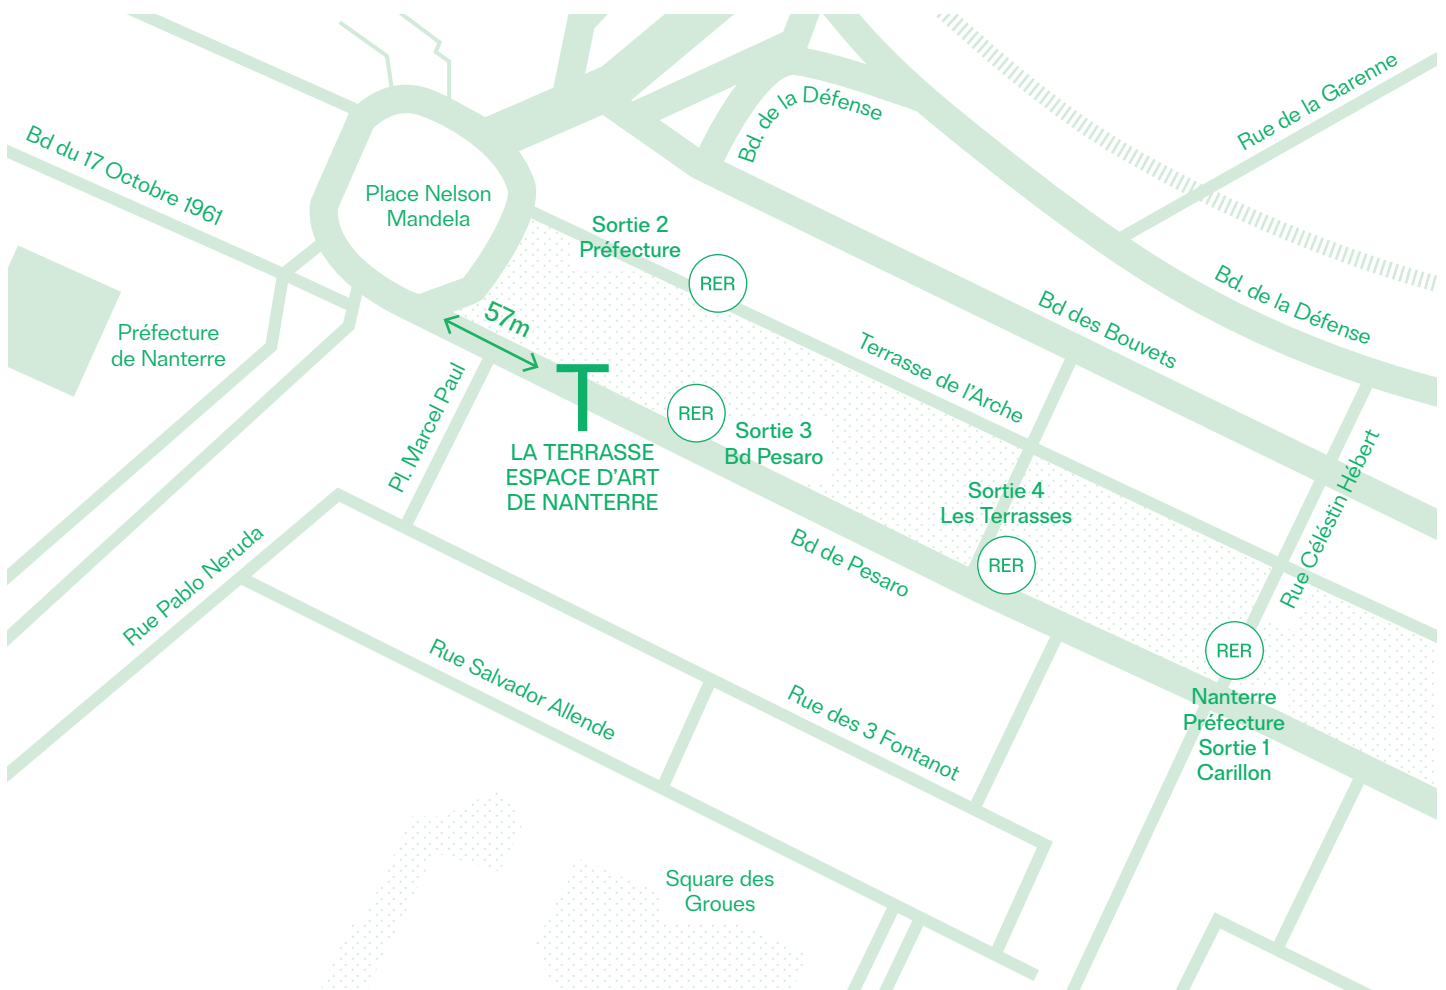 Bd. de la Défense
Rue de la Garenne
Bd du 17 Octobre 1961
Place Nelson
Mandela
Sortie 2
Préfecture
RER
Bd. de la Défense
Bd des Bouvets
57m
Préfecture
de Nanterre
Terrasse de l'Arche
Pl. Marcel Paul
RER
Sortie 3
Bd Pesaro
T
LA TERRASSE
ESPACE D'ART
DE NANTERRE
Rue Céléstin Hébert
Sortie 4
Les Terrasses
RER
Bd de Pesaro
Rue Pablo Neruda
RER
Nanterre
Préfecture
Sortie 1
Carillon
Rue Salvador Allende
Rue des 3 Fontanot
Square des
Groues